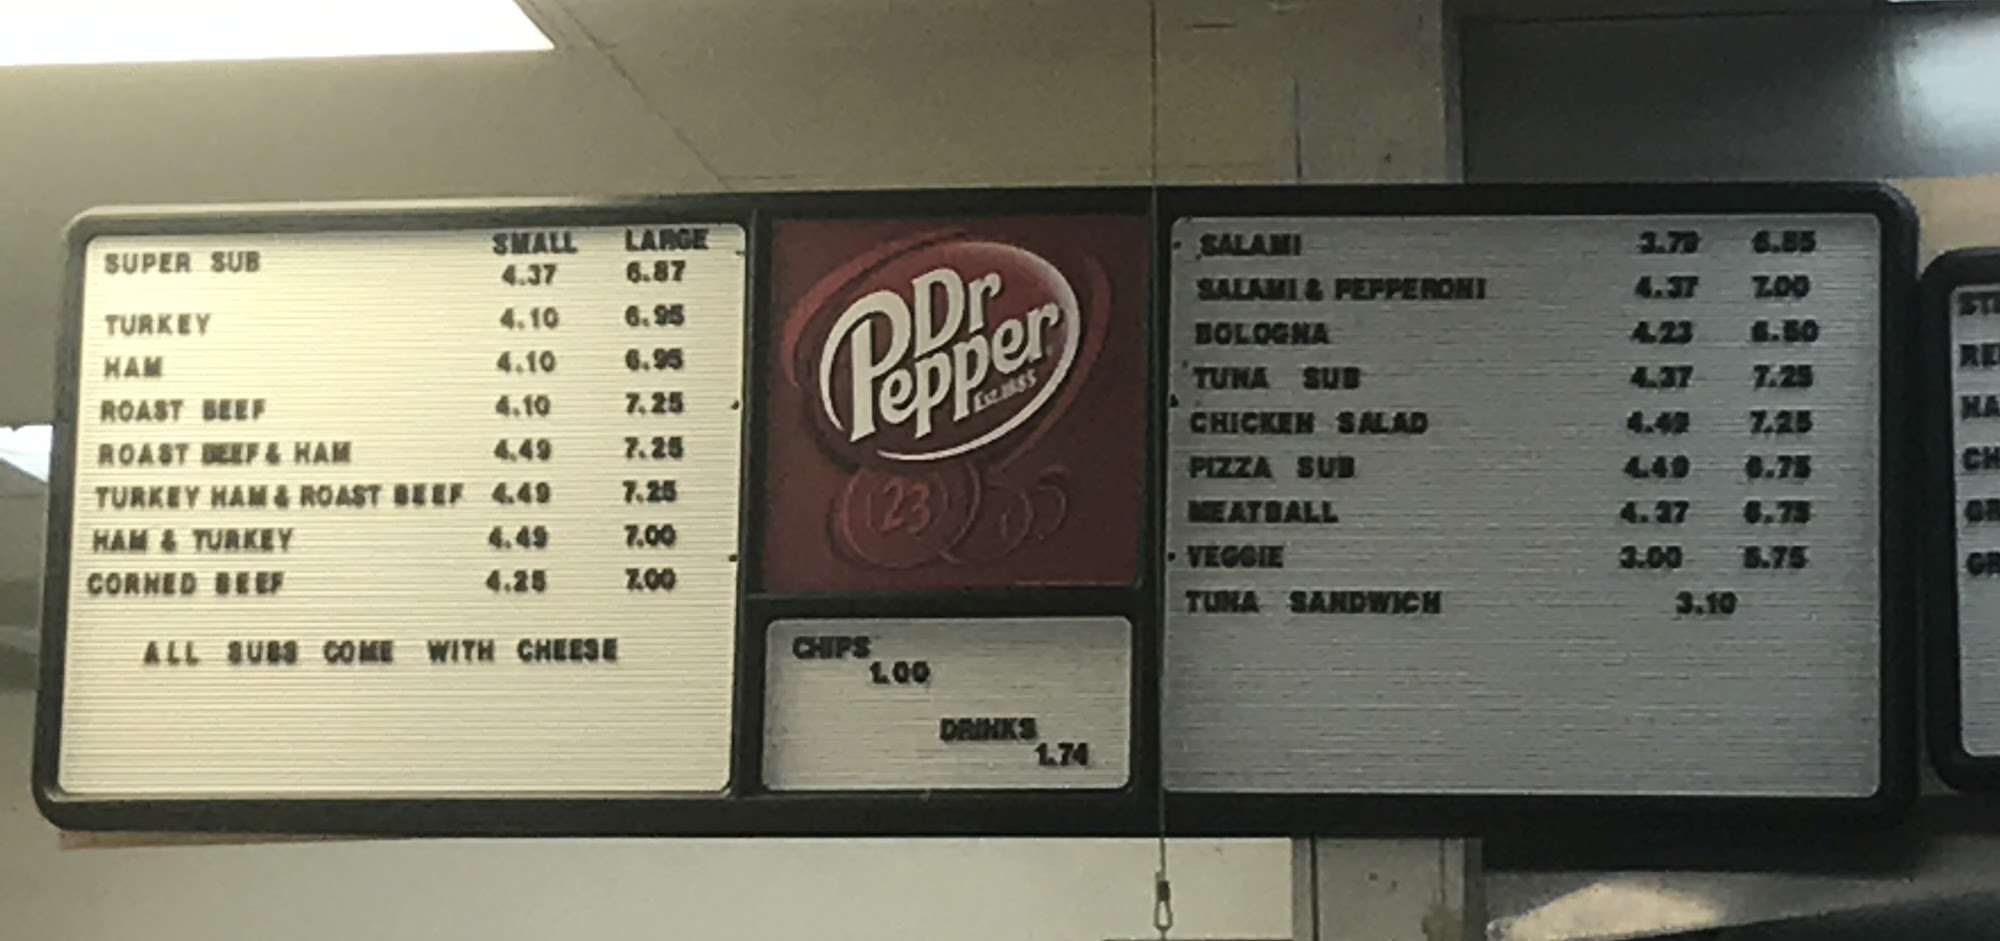 SMALL LARGE
SUPER SUB 4.37 6.87
TURKEY 4.10 6.95
HAM 4.10 6.95
ROAST BEEF 4.10 7.25
ROAST BEEF & HAM 4.49 7.25
TURKEY HAM & ROAST BEEF 4.49 7.25
HAM & TURKEY 4.49 7.00
CORNED BEEF 4.25 7.00
ALL SUBS COME WITH CHEESE
Dr
Pepper
Est. 1885
23
CHIPS
1.00
DRINKS
1.74
SALAMI 3.79 6.85
SALAMI & PEPPERONI 4.37 7.00
BOLOGNA 4.23 6.50
TUNA SUB 4.37 7.25
CHICKEN SALAD 4.49 7.25
PIZZA SUB 4.49 6.75
MEATBALL 4.37 6.75
VEGGIE 3.00 5.75
TUNA SANDWICH 3.10